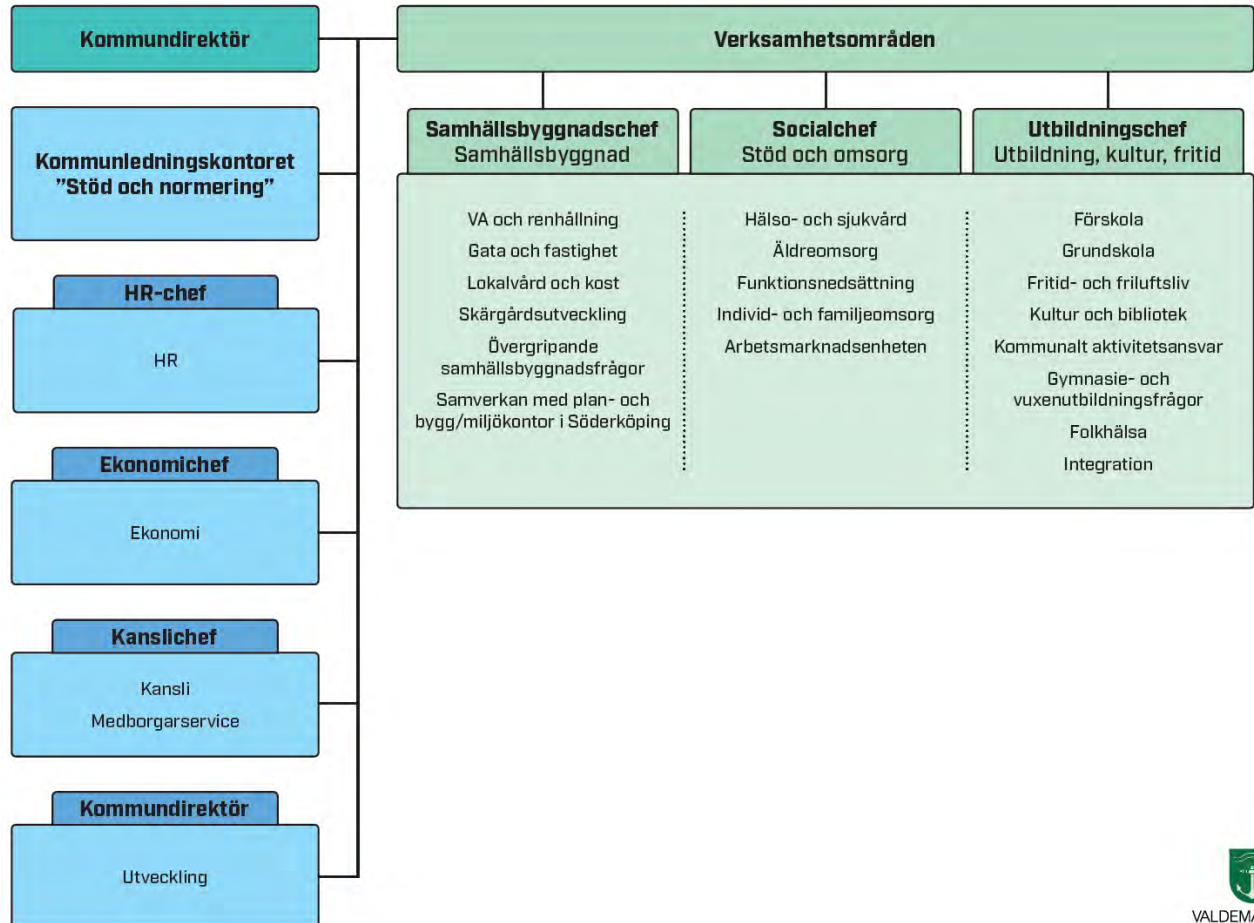 Kommundirektör
Kommunledningskontoret
"Stöd och normering"
HR-chef
HR
Ekonomichef
Ekonomi
Kanslichef
Kansli
Medborgarservice
Kommundirektör
Utveckling
Verksamhetsområden
Samhällsbyggnadschef
Samhällsbyggnad
VA och renhållning
Gata och fastighet
Lokalvård och kost
Skärgårdsutveckling
Övergripande
samhällsbyggnadsfrågor
Samverkan med plan- och
bygg/miljökontor i Söderköping
Socialchef
Stöd och omsorg
Hälso- och sjukvård
Äldreomsorg
Funktionsnedsättning
Individ- och familjeomsorg
Arbetsmarknadsenheten
Utbildningschef
Utbildning, kultur, fritid
Förskola
Grundskola
Fritid- och friluftsliv
Kultur och bibliotek
Kommunalt aktivitetsansvar
Gymnasie- och
vuxenutbildningsfrågor
Folkhälsa
Integration